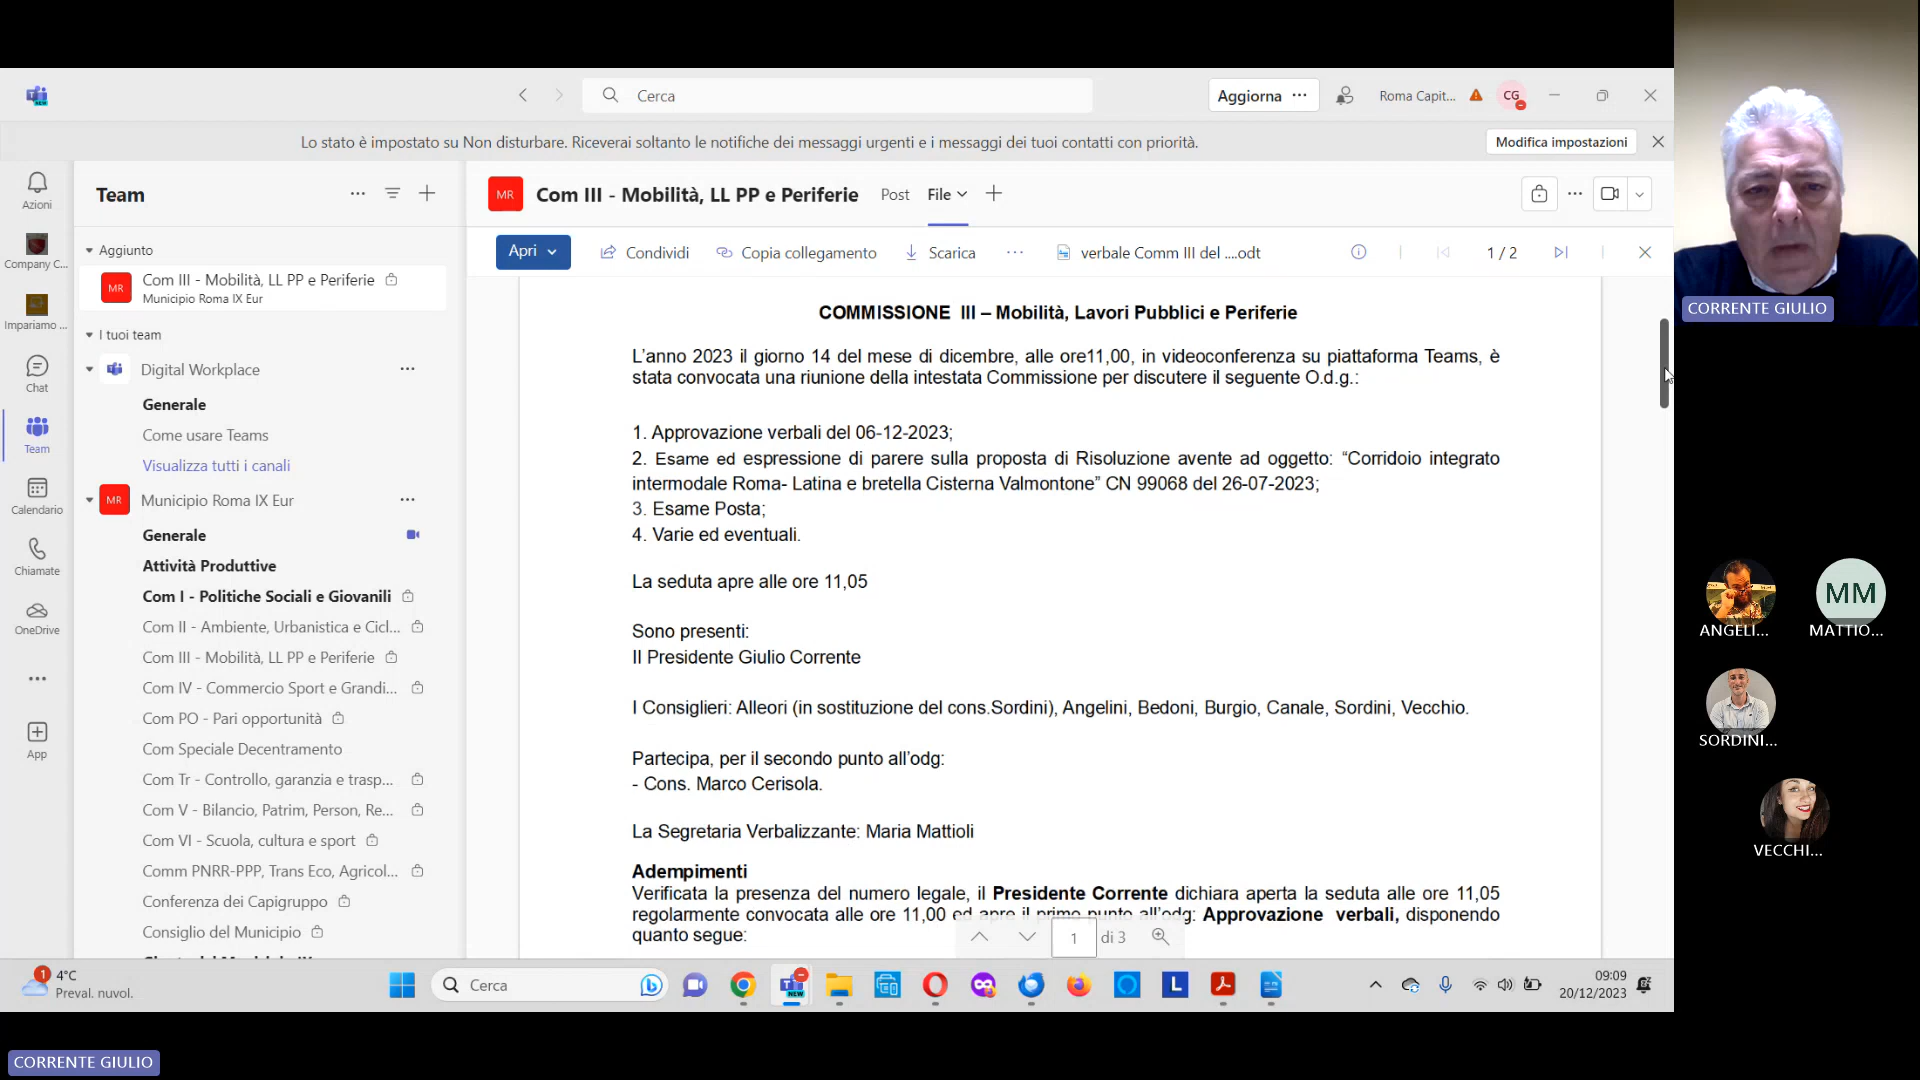 Cerca
Aggiorna
Roma Capit...
CG
Lo stato è impostato su Non disturbare. Riceverai soltanto le notifiche dei messaggi urgenti e i messaggi dei tuoi contatti con priorità.
Modifica impostazioni
Azioni
Company C...
Impariamo ...
Chat
Team
Calendario
Chiamate
OneDrive
App
Team
Aggiunto
MR
Com III - Mobilità, LL PP e Periferie
Municipio Roma IX Eur
I tuoi team
Digital Workplace
Generale
Come usare Teams
Visualizza tutti i canali
MR
Municipio Roma IX Eur
Generale
Attività Produttive
Com I - Politiche Sociali e Giovanili
Com II - Ambiente, Urbanistica e Cicl...
Com III - Mobilità, LL PP e Periferie
Com IV - Commercio Sport e Grandi...
Com PO - Pari opportunità
Com Speciale Decentramento
Com Tr - Controllo, garanzia e trasp...
Com V - Bilancio, Patrim, Person, Re...
Com VI - Scuola, cultura e sport
Comm PNRR-PPP, Trans Eco, Agricol...
Conferenza dei Capigruppo
Consiglio del Municipio
MR
Com III - Mobilità, LL PP e Periferie
Post
File
Apri
Condividi
Copia collegamento
Scarica
verbale Comm III del ....odt
1 / 2
COMMISSIONE III – Mobilità, Lavori Pubblici e Periferie
L'anno 2023 il giorno 14 del mese di dicembre, alle ore11,00, in videoconferenza su piattaforma Teams, è
stata convocata una riunione della intestata Commissione per discutere il seguente O.d.g.:
1. Approvazione verbali del 06-12-2023;
2. Esame ed espressione di parere sulla proposta di Risoluzione avente ad oggetto: “Corridoio integrato
intermodale Roma- Latina e bretella Cisterna Valmontone” CN 99068 del 26-07-2023;
3. Esame Posta;
4. Varie ed eventuali.
La seduta apre alle ore 11,05
Sono presenti:
Il Presidente Giulio Corrente
I Consiglieri: Alleori (in sostituzione del cons.Sordini), Angelini, Bedoni, Burgio, Canale, Sordini, Vecchio.
Partecipa, per il secondo punto all'odg:
- Cons. Marco Cerisola.
La Segretaria Verbalizzante: Maria Mattioli
Adempimenti
Verificata la presenza del numero legale, il Presidente Corrente dichiara aperta la seduta alle ore 11,05
regolarmente convocata alle ore 11,00 ed apre il primo punto all'odg: Approvazione verbali, disponendo
quanto segue:
1 di 3
CORRENTE GIULIO
ANGELI...
MM
MATTIO...
SORDINI...
VECCHI...
1
4°C
Preval. nuvol.
Cerca
NEW
L
09:09
20/12/2023
CORRENTE GIULIO